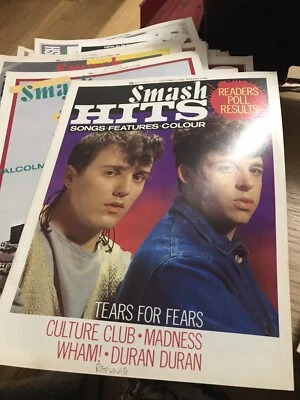 Smash
HITS
SONGS·FEATURES·COLOUR
READERS
POLL
RESULTS
TEARS FOR FEARS
CULTURE CLUB·MADNESS
WHAM!·DURAN DURAN